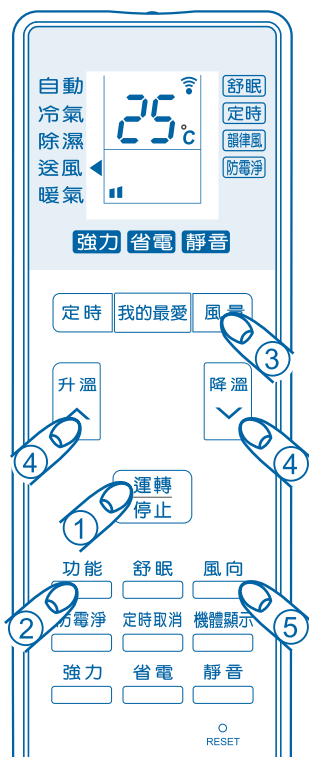 自動
冷氣
除濕
送風
暖氣
25℃
舒眠
定時
韻律風
防霉淨
強力 省電 靜音
定時 我的最愛 風量
③
升溫 降溫
④ ④
運轉
停止
①
功能 舒眠 風向
② ⑤
防霉淨 定時取消 機體顯示
強力 省電 靜音
RESET